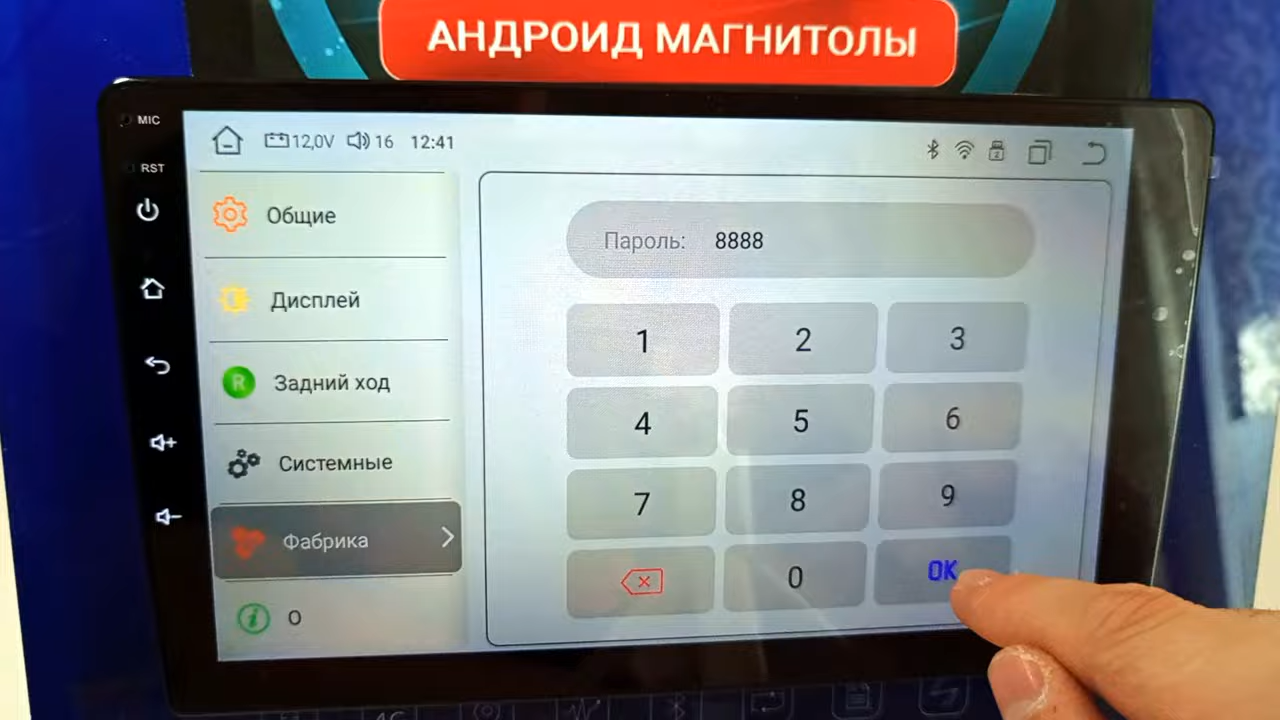 АНДРОИД МАГНИТОЛЫ
MIC
RST
12,0V 16 12:41
Общие
Дисплей
R Задний ход
Системные
Фабрика
i О
Пароль: 8888
1 2 3
4 5 6
7 8 9
0 OK